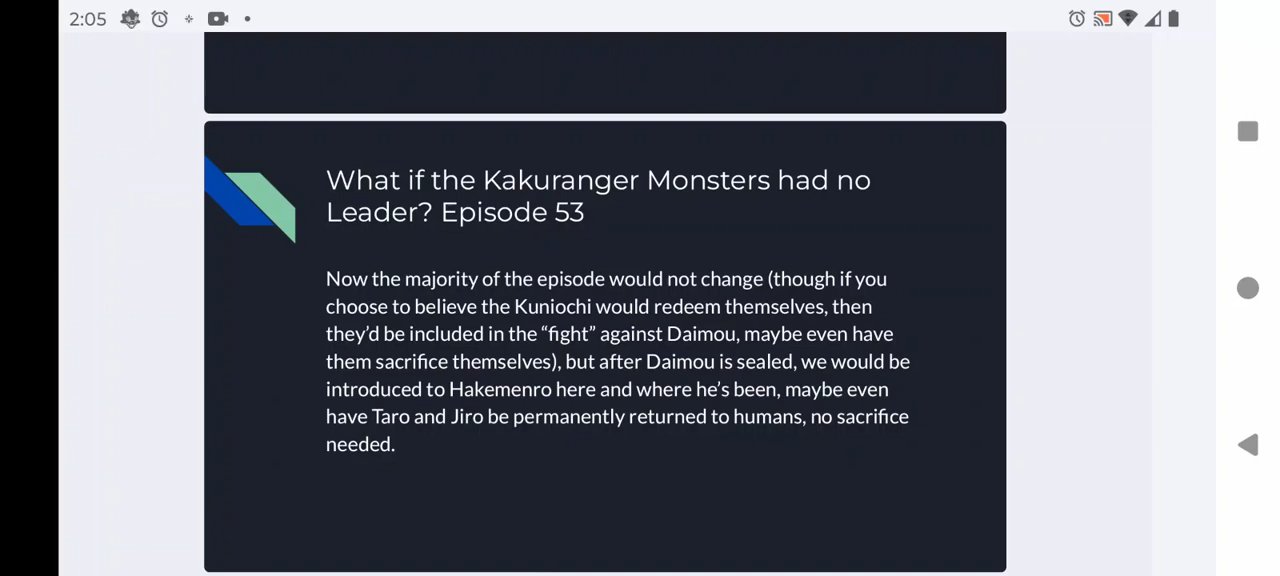 2:05
What if the Kakuranger Monsters had no
Leader? Episode 53
Now the majority of the episode would not change (though if you
choose to believe the Kuniochi would redeem themselves, then
they'd be included in the “fight” against Daimou, maybe even have
them sacrifice themselves), but after Daimou is sealed, we would be
introduced to Hakemenro here and where he's been, maybe even
have Taro and Jiro be permanently returned to humans, no sacrifice
needed.